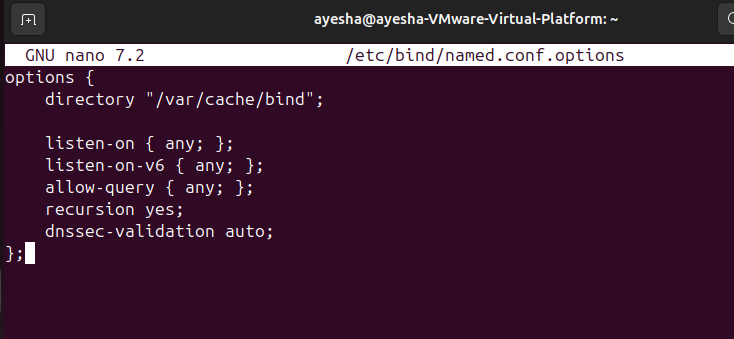 ayesha@ayesha-VMware-Virtual-Platform: ~
GNU nano 7.2 /etc/bind/named.conf.options
options {
    directory "/var/cache/bind";

    listen-on { any; };
    listen-on-v6 { any; };
    allow-query { any; };
    recursion yes;
    dnssec-validation auto;
};